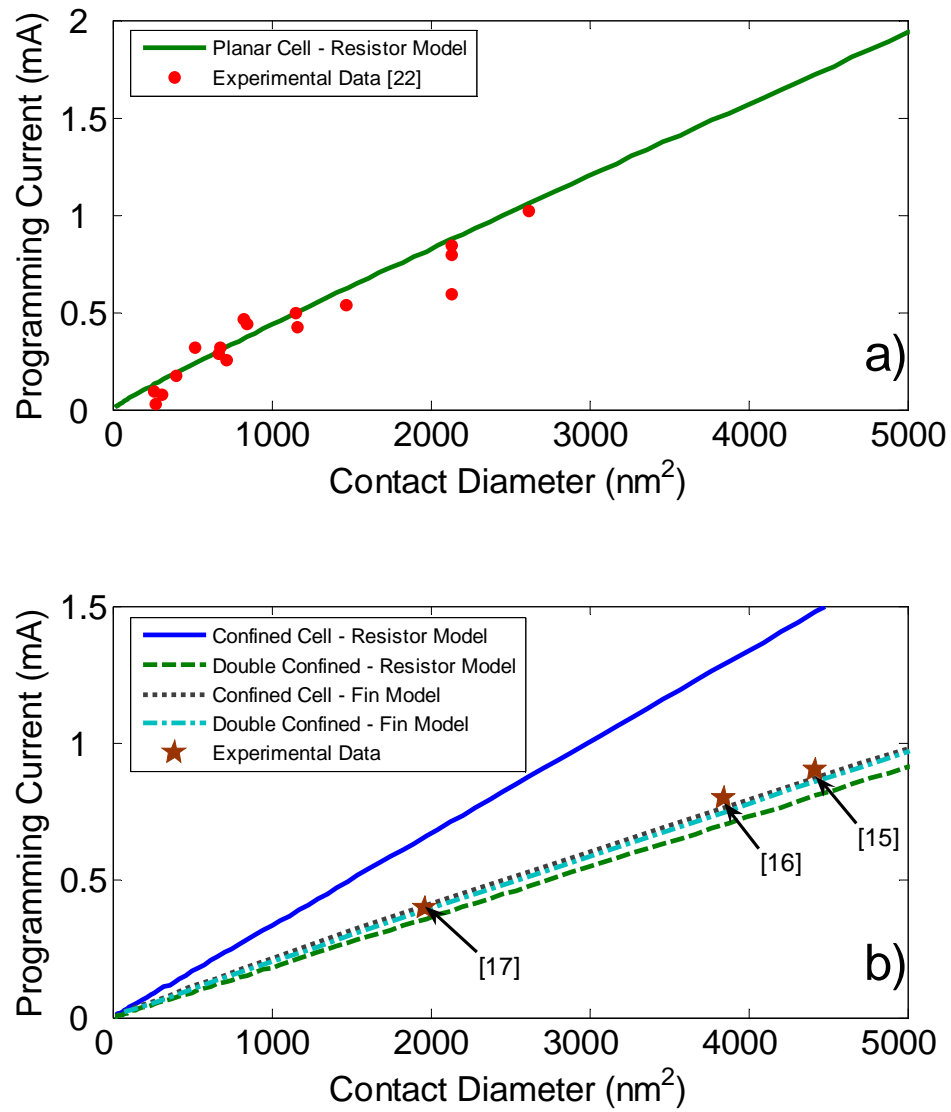 2
1.5
1
0.5
0
Programming Current (mA)
Planar Cell - Resistor Model
Experimental Data [22]
a)
0 1000 2000 3000 4000 5000
Contact Diameter (nm²)
1.5
1
0.5
0
Programming Current (mA)
Confined Cell - Resistor Model
Double Confined - Resistor Model
Confined Cell - Fin Model
Double Confined - Fin Model
Experimental Data
[15]
[16]
[17]
b)
0 1000 2000 3000 4000 5000
Contact Diameter (nm²)